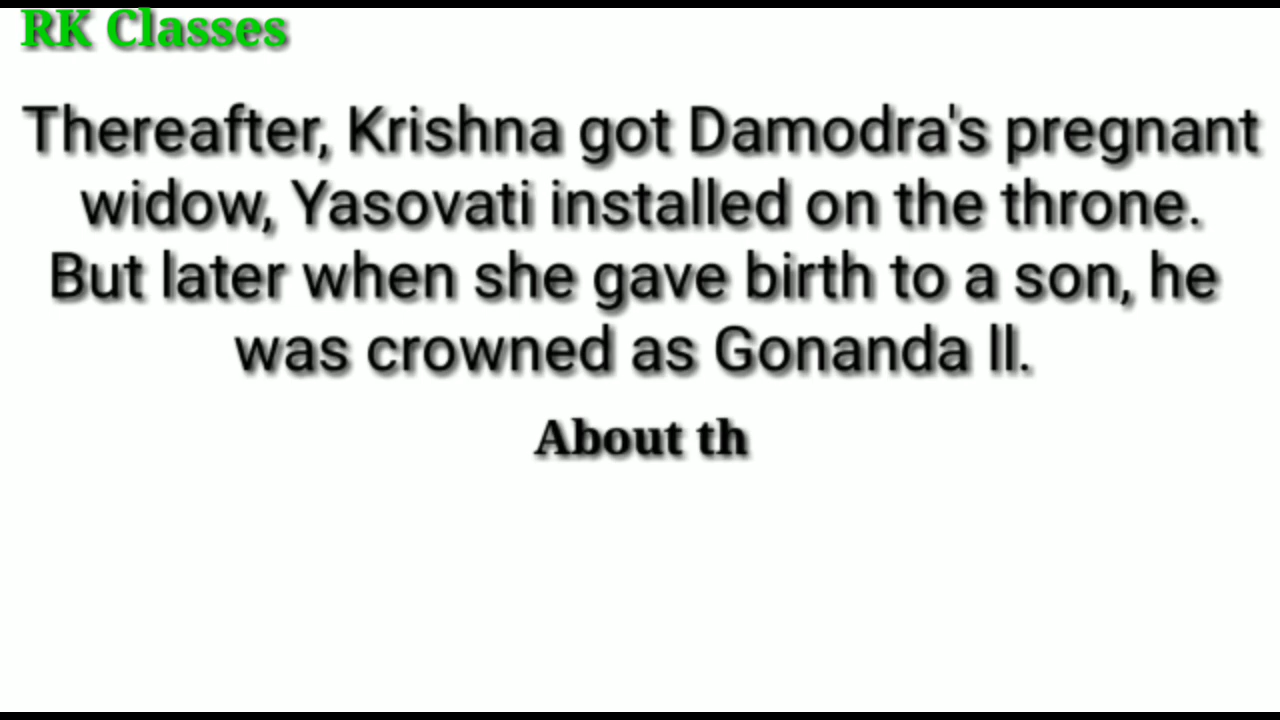 RK Classes
Thereafter, Krishna got Damodra's pregnant
widow, Yasovati installed on the throne.
But later when she gave birth to a son, he
was crowned as Gonanda ll.
About th